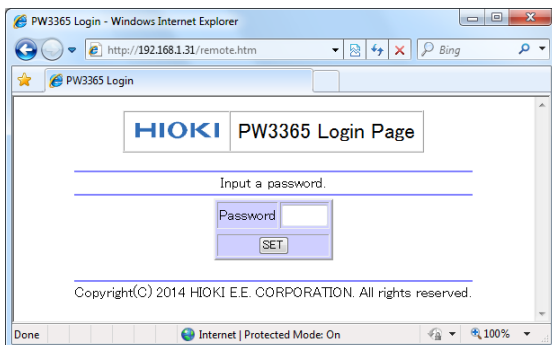 PW3365 Login - Windows Internet Explorer
http://192.168.1.31/remote.htm
Bing
PW3365 Login
HIOKI PW3365 Login Page
Input a password.
Password
SET
Copyright(C) 2014 HIOKI E.E. CORPORATION. All rights reserved.
Done Internet | Protected Mode: On 100%